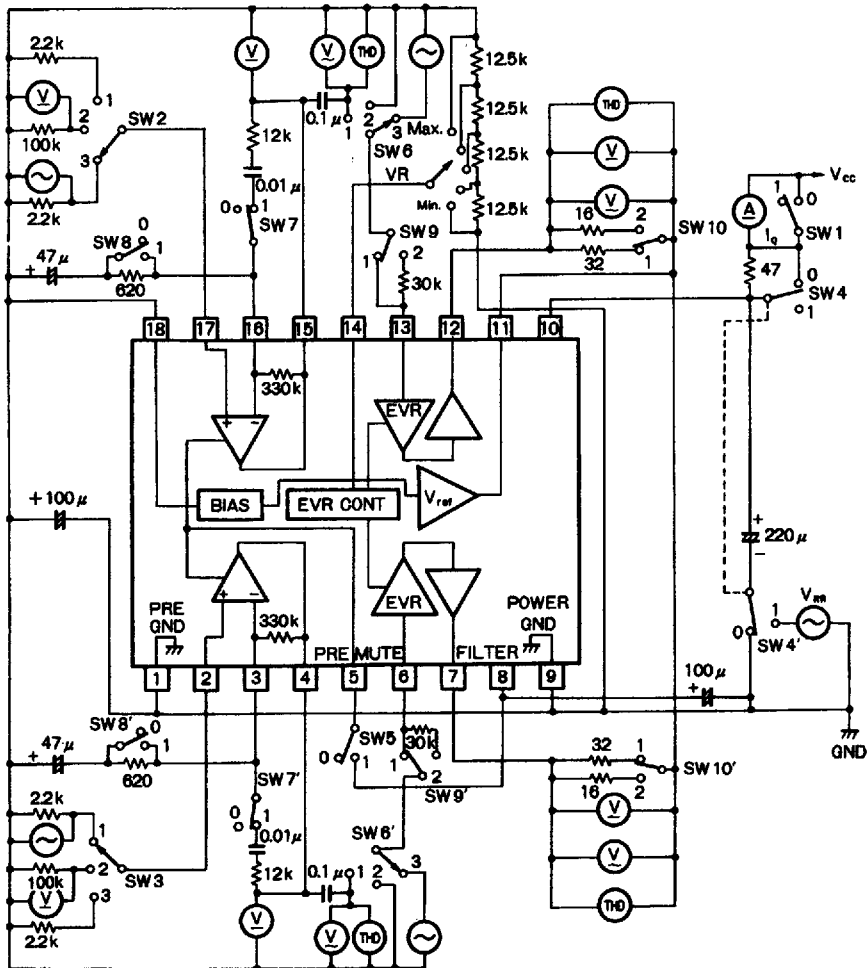 2.2k
V
THD
12.5k
1
2
100k
SW2
3
2.2k
V
V
0.1μ
1
2
3
SW6
12k
0.01μ
0
1
SW7
Max.
12.5k
12.5k
VR
Min.
12.5k
THD
V
V
16
2
SW10
32
1
VCC
A
1
0
SW1
IQ
47
0
SW4
1
SW8
0
47μ
+
1
620
SW9
1
2
30k
18
17
16
15
14
13
12
11
10
330k
+
−
EVR
BIAS
EVR CONT
Vref
+100μ
+
220μ
−
+
−
EVR
PRE
GND
330k
POWER
GND
PRE MUTE
FILTER
1
2
3
4
5
6
7
8
9
VRR
0
1
SW4'
100μ
+
GND
SW8'
0
47μ
+
1
620
SW7'
0
1
0.01μ
12k
SW5
0
1
30k
1
2
SW9'
32
1
SW10'
16
2
V
V
THD
2.2k
1
2
100k
SW3
V
3
2.2k
SW6'
0.1μ
1
2
3
V
V
THD